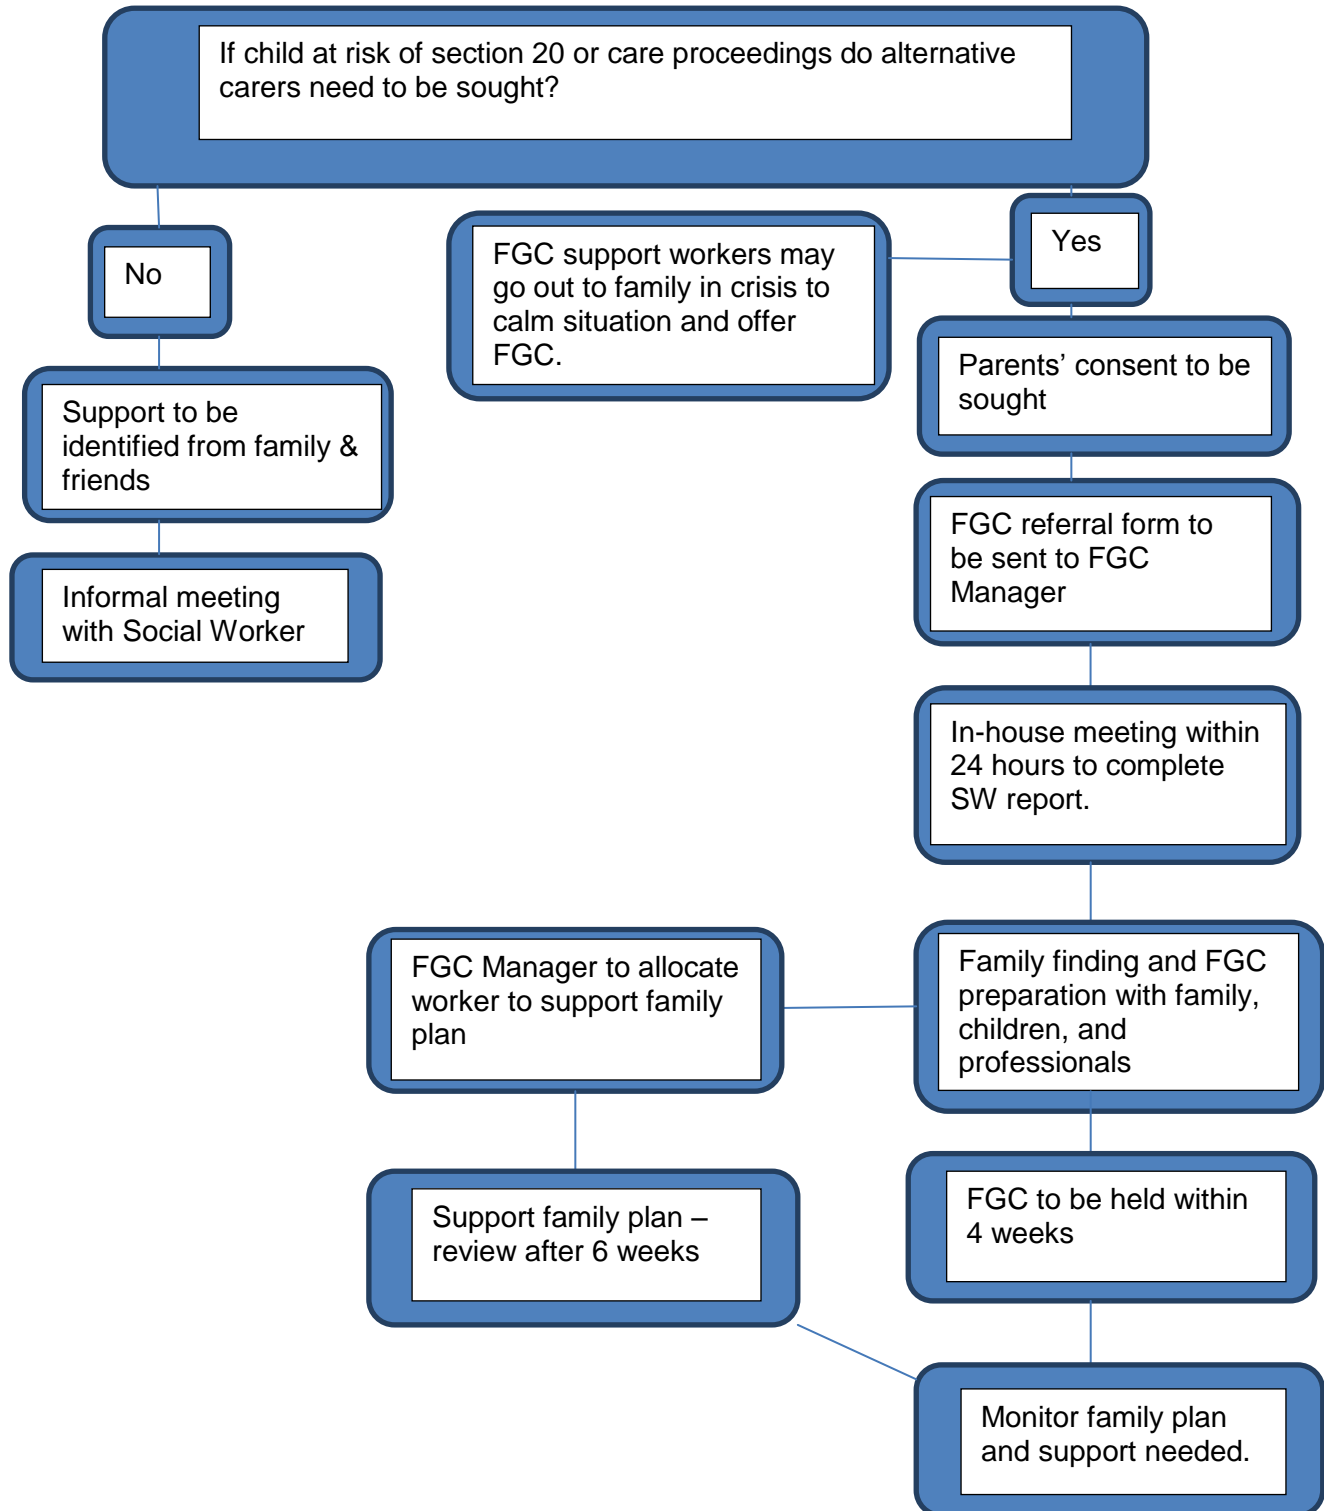 If child at risk of section 20 or care proceedings do alternative
carers need to be sought?
No
Support to be
identified from family &
friends
Informal meeting
with Social Worker
Yes
FGC support workers may
go out to family in crisis to
calm situation and offer
FGC.
Parents’ consent to be
sought
FGC referral form to
be sent to FGC
Manager
In-house meeting within
24 hours to complete
SW report.
Family finding and FGC
preparation with family,
children, and
professionals
FGC Manager to allocate
worker to support family
plan
Support family plan –
review after 6 weeks
FGC to be held within
4 weeks
Monitor family plan
and support needed.